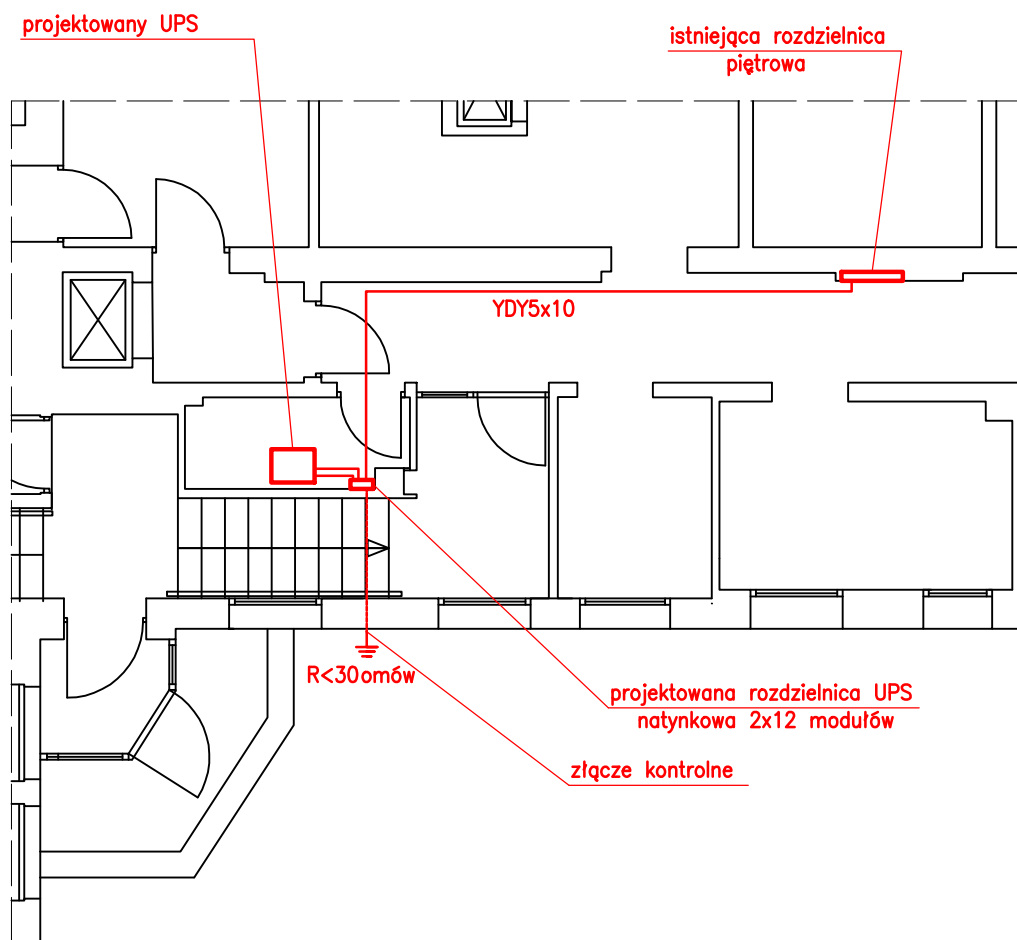 projektowany UPS
istniejąca rozdzielnica
piętrowa
YDY5x10
R<30omów
projektowana rozdzielnica UPS
natynkowa 2x12 modułów
złącze kontrolne